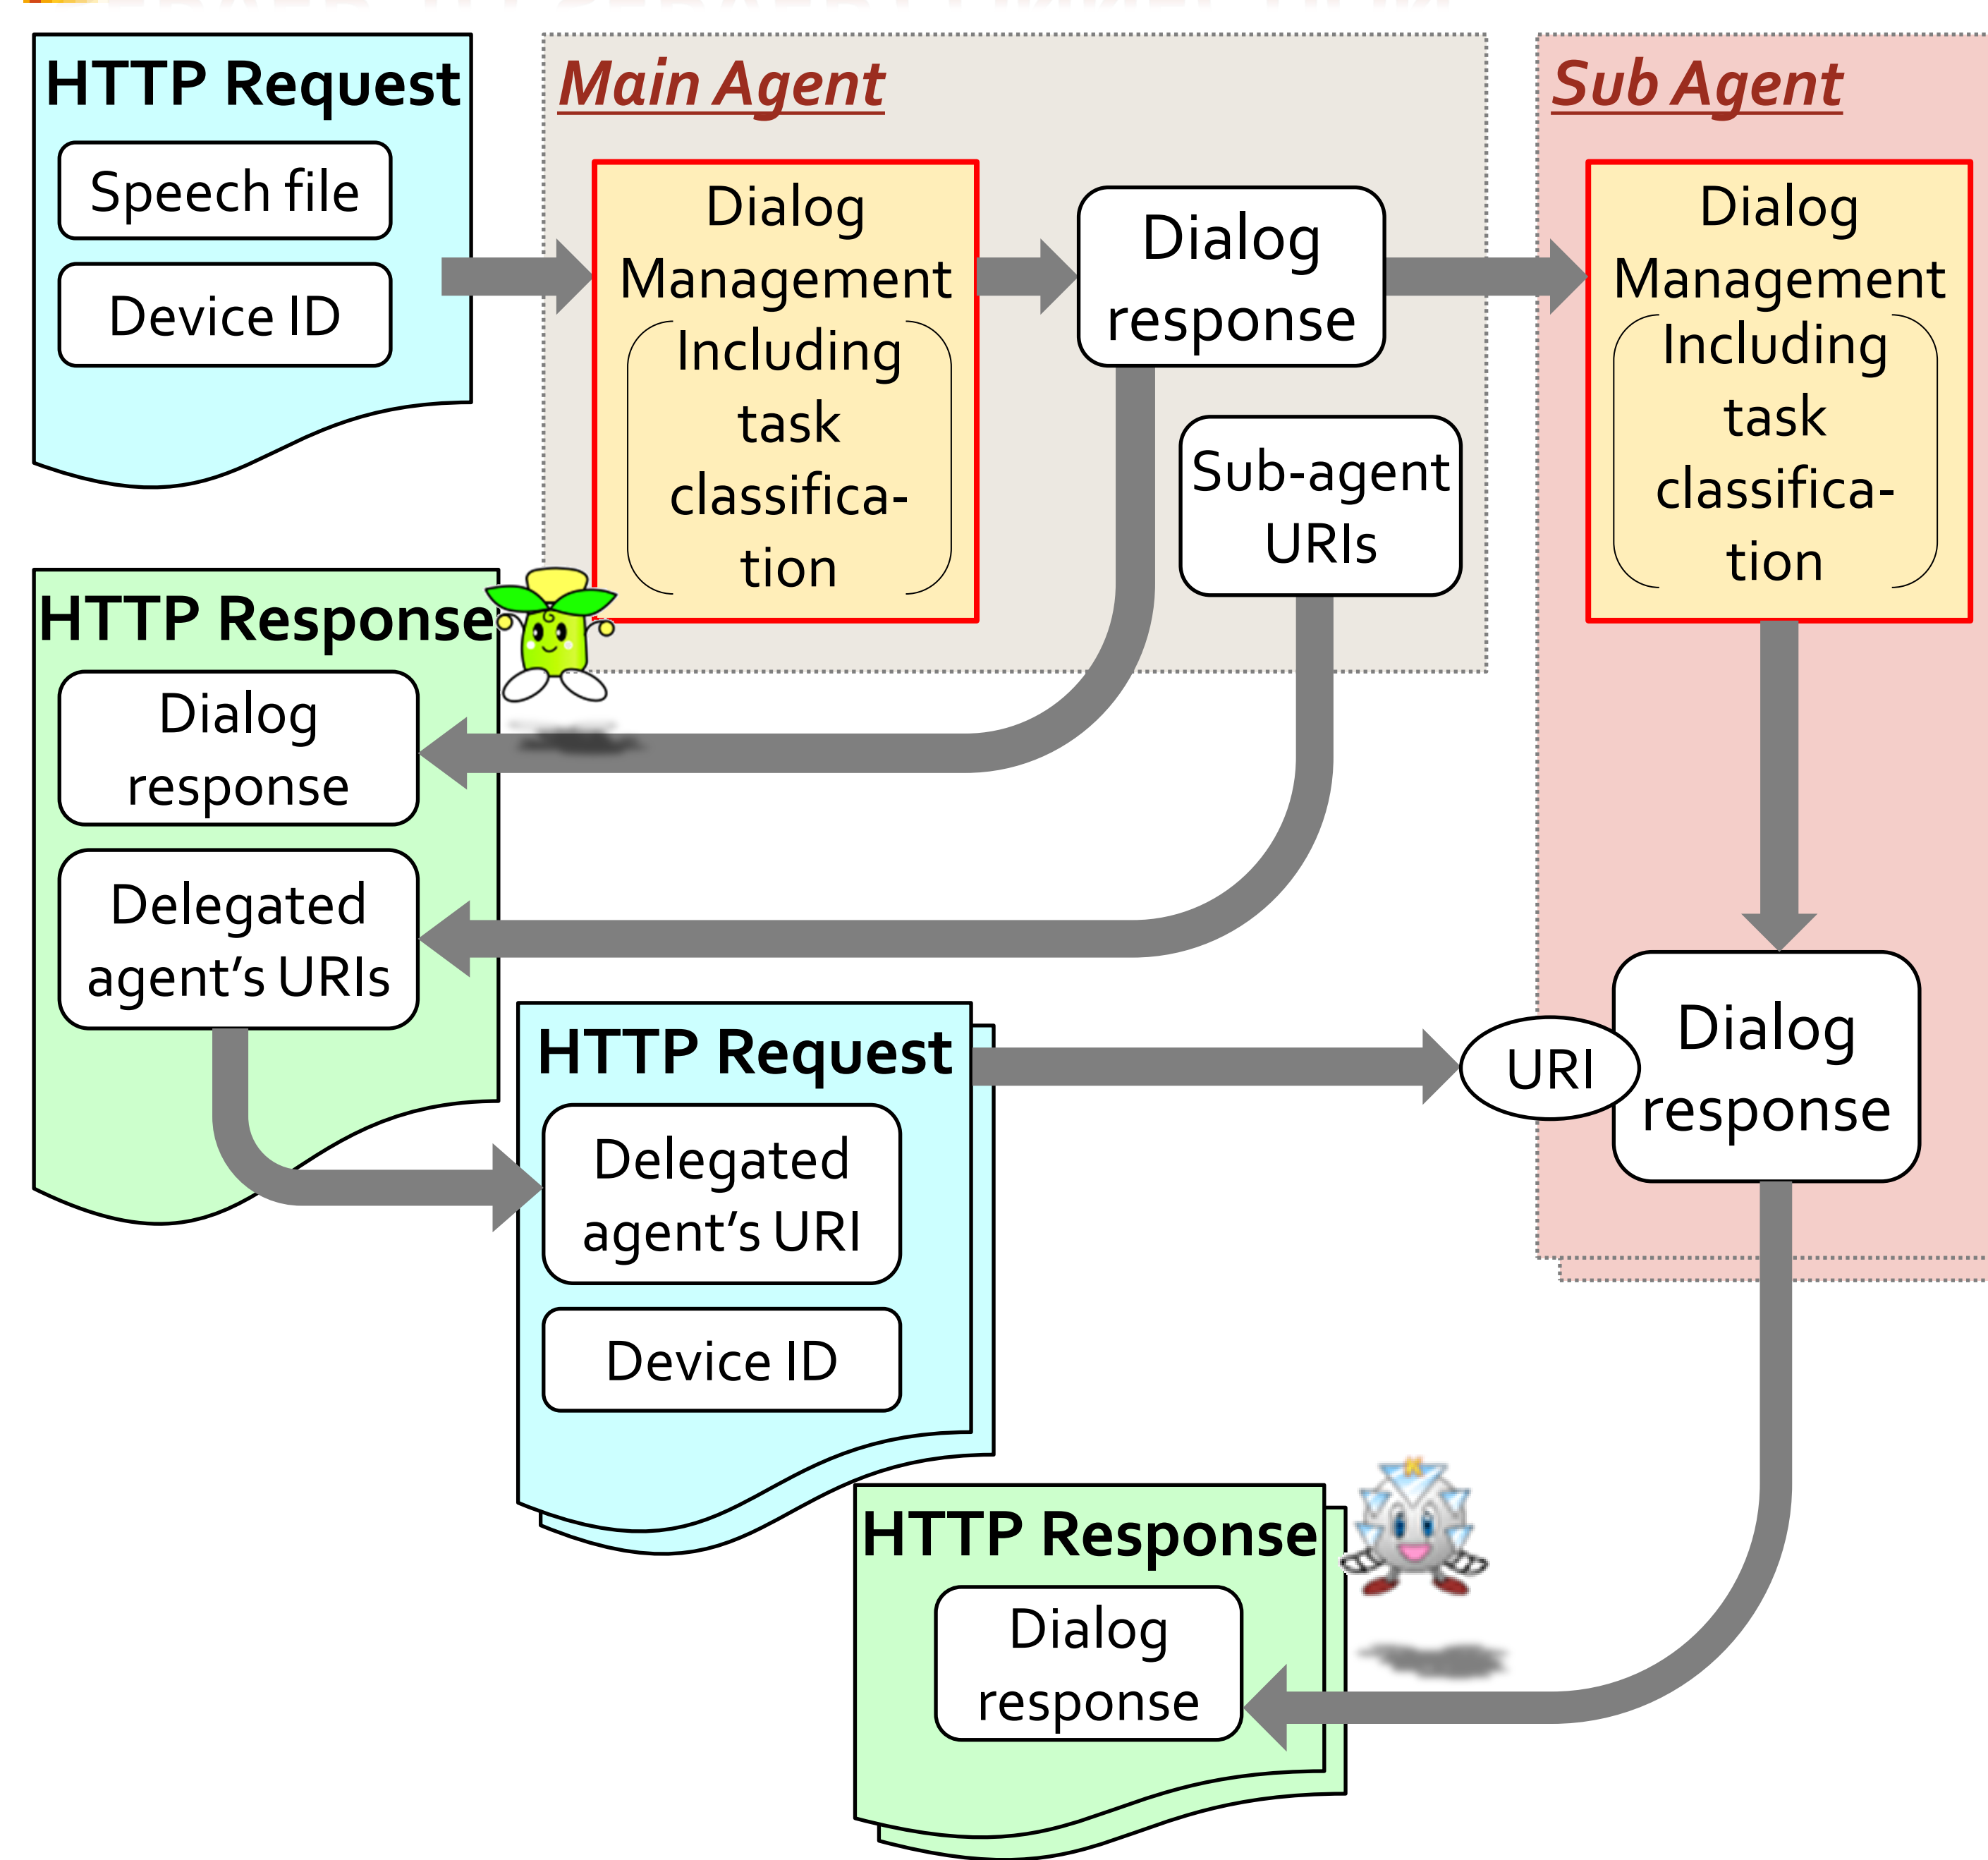 HTTP Request
Speech file
Device ID
Main Agent
Dialog
Management
Including
task
classifica-
tion
Dialog
response
Sub-agent
URIs
Sub Agent
Dialog
Management
Including
task
classifica-
tion
HTTP Response
Dialog
response
Delegated
agent's URIs
HTTP Request
Delegated
agent's URI
Device ID
URI
Dialog
response
HTTP Response
Dialog
response